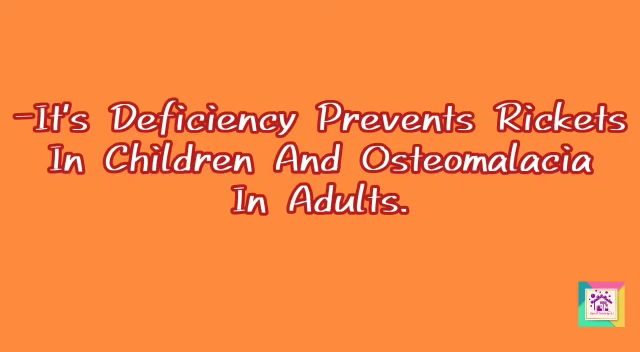 -It's Deficiency Prevents Rickets
In Children And Osteomalacia
In Adults.